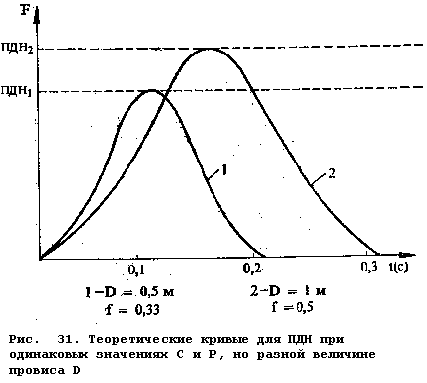 F
ПДН₂
ПДН₁
1
2
0,1
0,2
0,3 t(c)
1–D = 0,5 м
2–D = 1 м
f = 0,33
f = 0,5
Рис. 31. Теоретические кривые для ПДН при
одинаковых значениях С и Р, но разной величине
провиса D